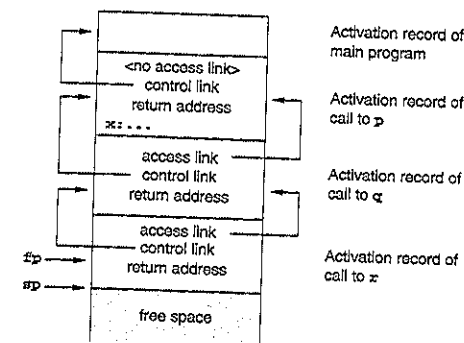 Activation record of
main program
<no access link>
control link
return address
x:...
Activation record of
call to p
access link
control link
return address
Activation record of
call to q
access link
control link
return address
Activation record of
call to r
fp
sp
free space